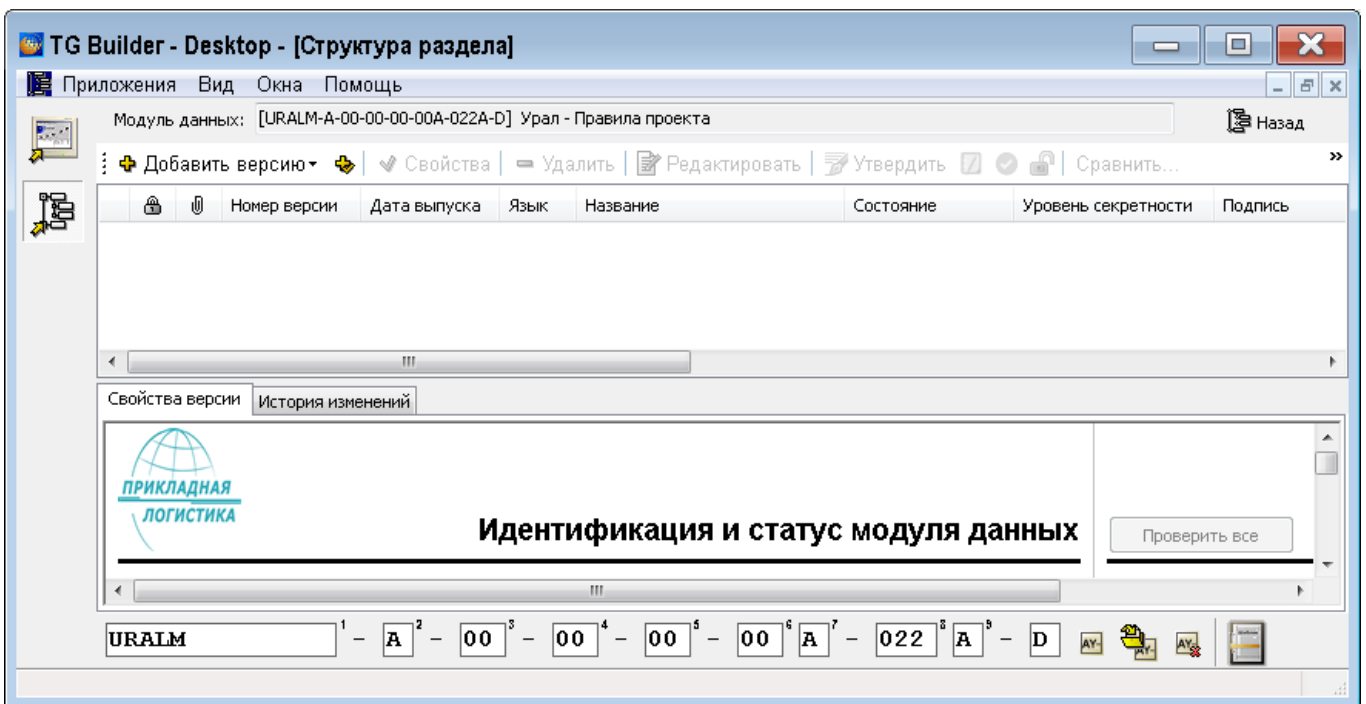 TG Builder - Desktop - [Структура раздела]
Приложения Вид Окна Помощь
Модуль данных: [URALM-A-00-00-00-00A-022A-D] Урал - Правила проекта Назад
Добавить версию Свойства Удалить Редактировать Утвердить Сравнить... »
Номер версии Дата выпуска Язык Название Состояние Уровень секретности Подпись
Свойства версии История изменений
ПРИКЛАДНАЯ
ЛОГИСТИКА
Идентификация и статус модуля данных Проверить все
URALM 1 - A 2 - 00 3 - 00 4 - 00 5 - 00 6 A 7 - 022 8 A 9 - D AY- AY- AY-